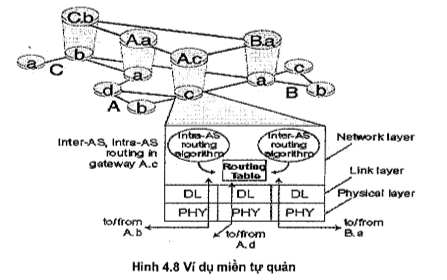 C.b
A.a
A.c
B.a
a
C
b
a
d
A
b
c
a
c
B
b
Inter-AS, Intra-AS
routing in
gateway A.c
Intra-AS
routing
algorithm
Inter-AS
routing
algorithm
Routing
Table
Network layer
Link layer
Physical layer
DL DL DL
PHY PHY PHY
to/from
A.b
to/from
A.d
to/from
B.a
Hình 4.8 Ví dụ miền tự quản